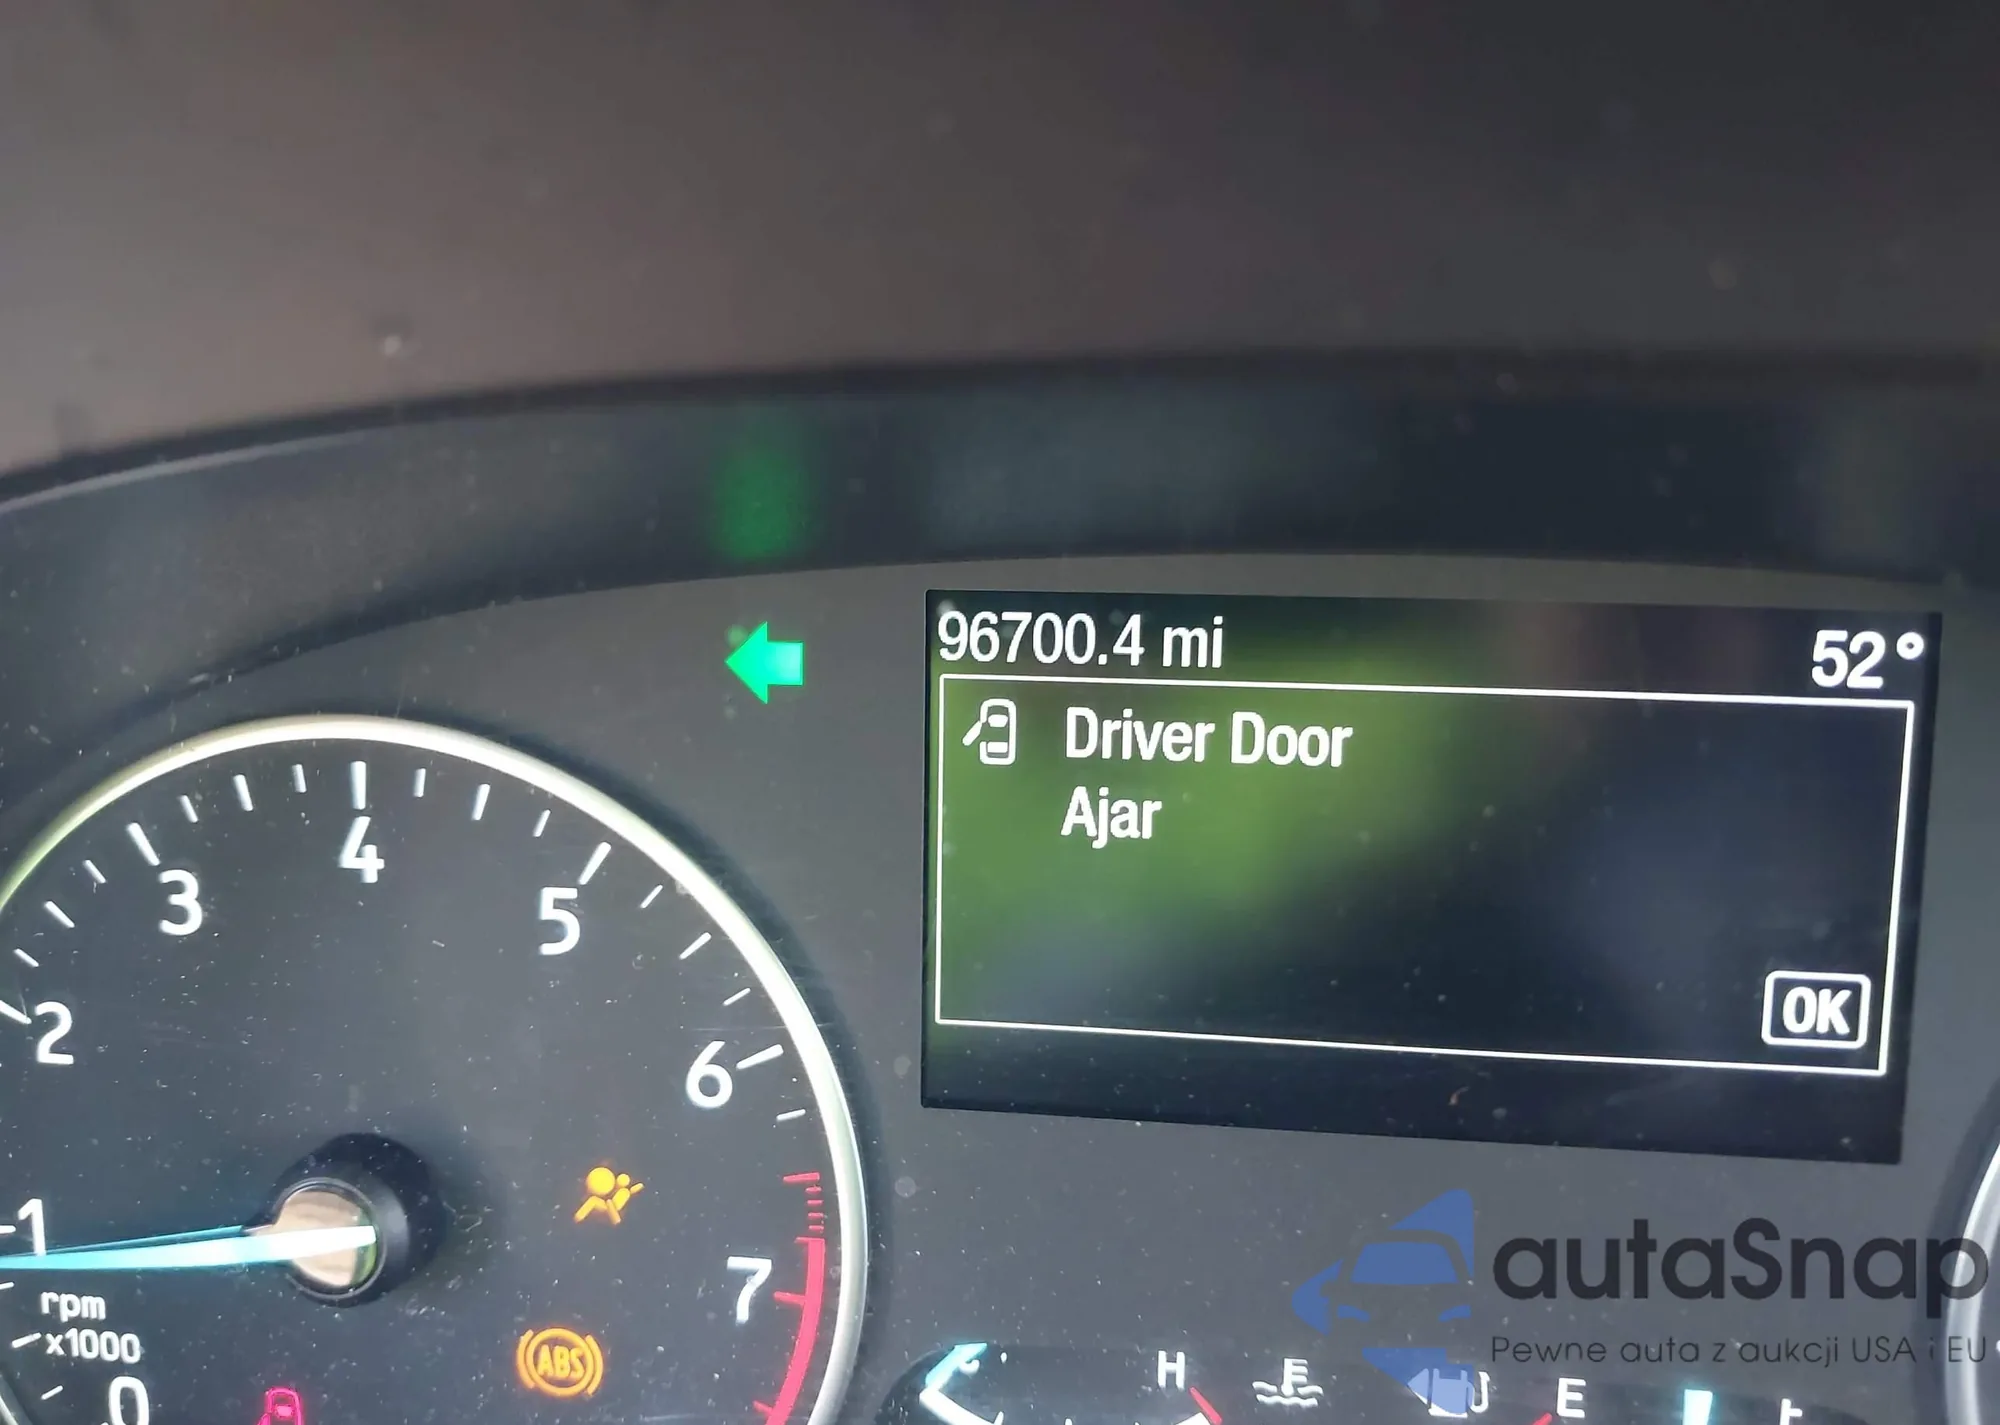 96700.4 mi
52°
Driver Door
Ajar
OK
1
2
3
4
5
6
7
rpm
x1000
0
ABS
H
E
autaSnap
Pewne auta z aukcji USA i EU